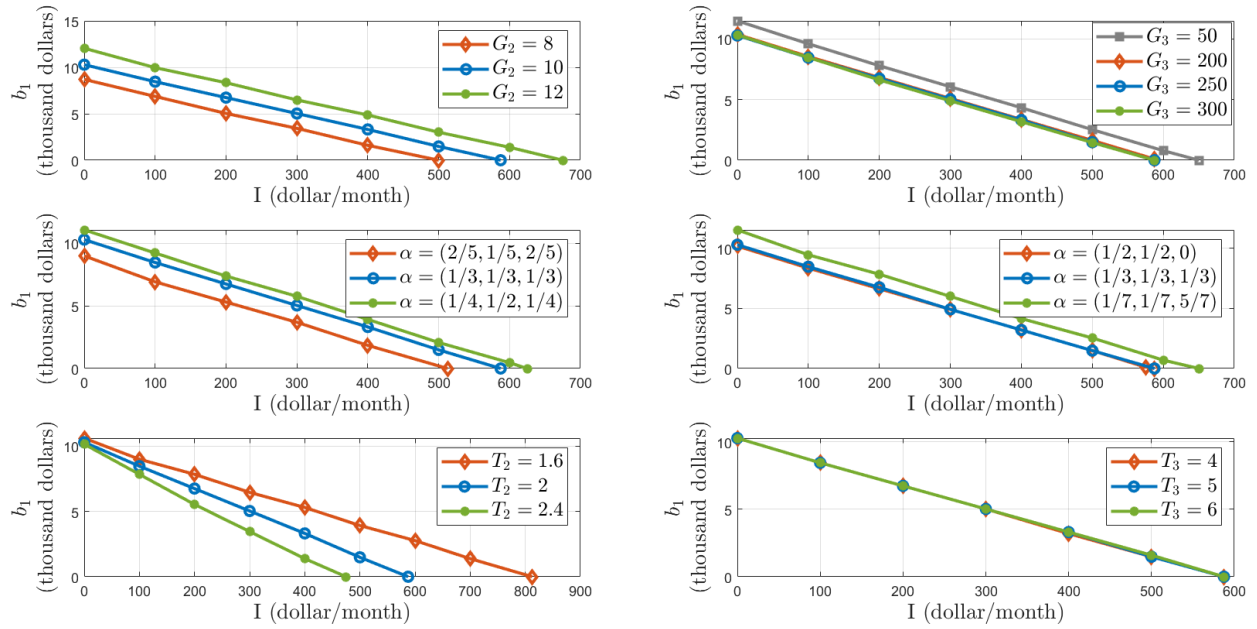 15
10
5
0
b₁
(thousand dollars)
G₂ = 8
G₂ = 10
G₂ = 12
0 100 200 300 400 500 600 700
I (dollar/month)
10
5
0
b₁
(thousand dollars)
G₃ = 50
G₃ = 200
G₃ = 250
G₃ = 300
0 100 200 300 400 500 600 700
I (dollar/month)
10
5
0
b₁
(thousand dollars)
α = (2/5, 1/5, 2/5)
α = (1/3, 1/3, 1/3)
α = (1/4, 1/2, 1/4)
0 100 200 300 400 500 600 700
I (dollar/month)
10
5
0
b₁
(thousand dollars)
α = (1/2, 1/2, 0)
α = (1/3, 1/3, 1/3)
α = (1/7, 1/7, 5/7)
0 100 200 300 400 500 600 700
I (dollar/month)
10
5
0
b₁
(thousand dollars)
T₂ = 1.6
T₂ = 2
T₂ = 2.4
0 100 200 300 400 500 600 700 800 900
I (dollar/month)
10
5
0
b₁
(thousand dollars)
T₃ = 4
T₃ = 5
T₃ = 6
0 100 200 300 400 500 600
I (dollar/month)